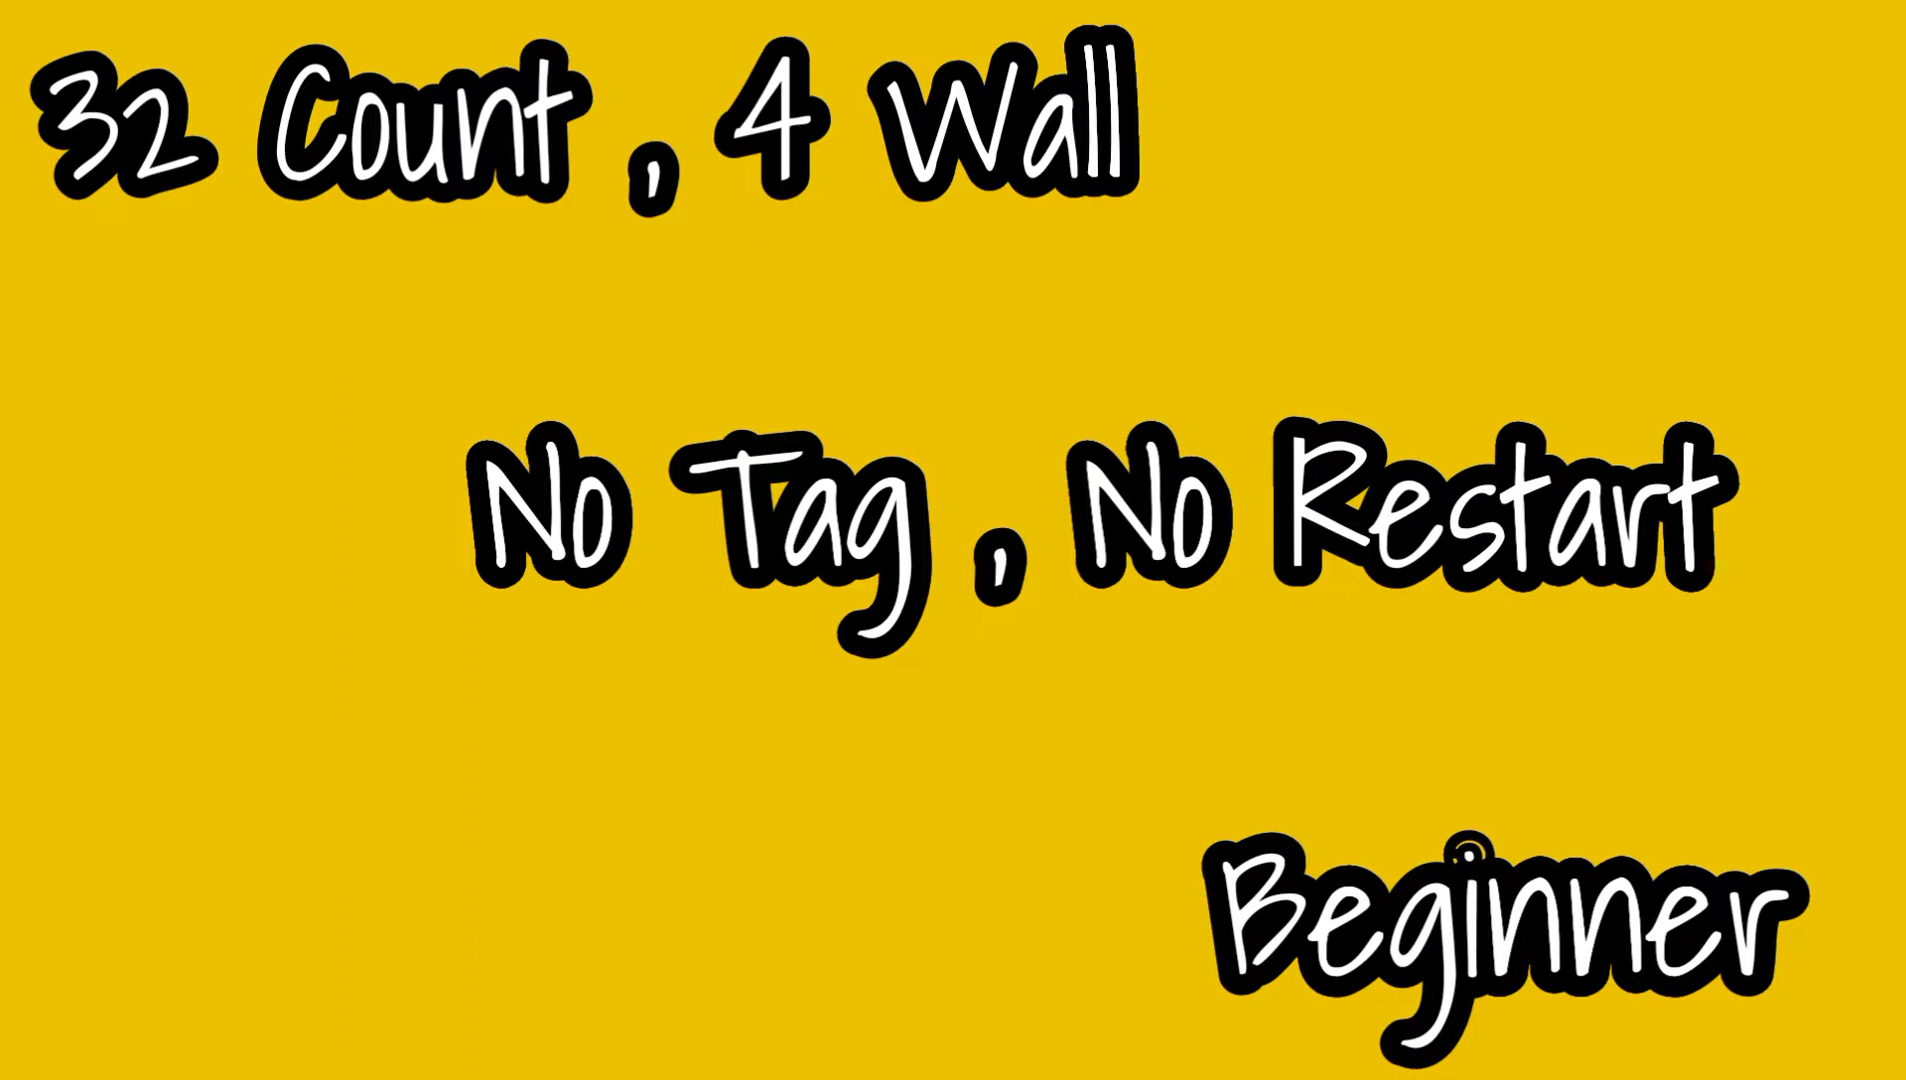 32 Count , 4 Wall
No Tag , No Restart
Beginner